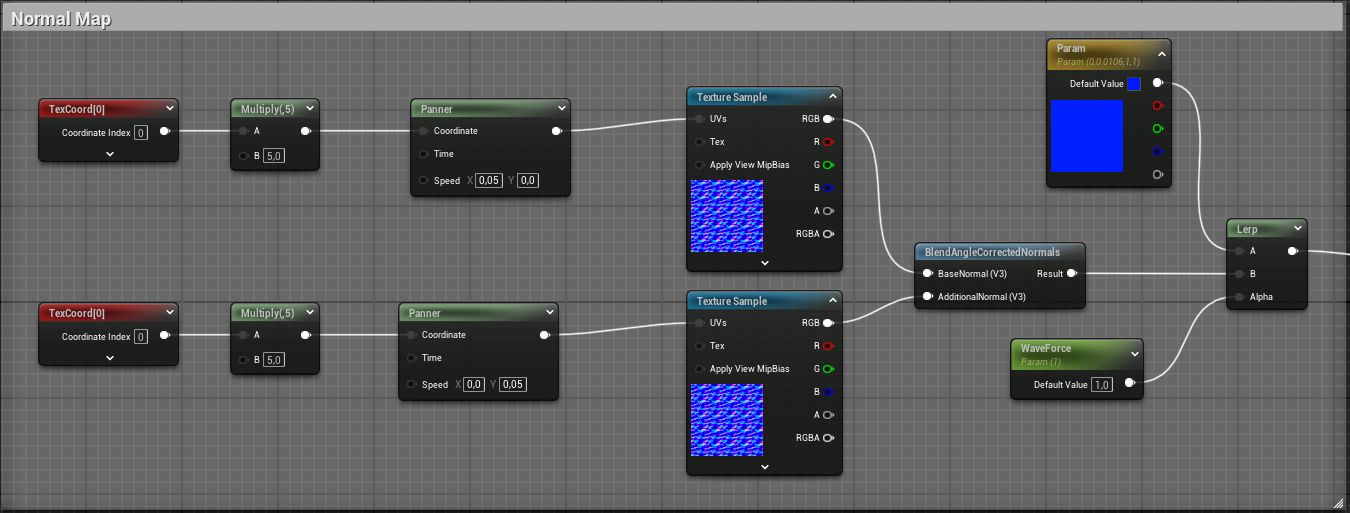 Normal Map
TexCoord[0]
Coordinate Index 0
Multiply(,5)
A
B 5,0
Panner
Coordinate
Time
Speed X 0,05 Y 0,0
Texture Sample
UVs RGB
Tex R
Apply View MipBias G
B
A
RGBA
Param
Param (0,0.0106,1,1)
Default Value
TexCoord[0]
Coordinate Index 0
Multiply(,5)
A
B 5,0
Panner
Coordinate
Time
Speed X 0,0 Y 0,05
Texture Sample
UVs RGB
Tex R
Apply View MipBias G
B
A
RGBA
BlendAngleCorrectedNormals
BaseNormal (V3) Result
AdditionalNormal (V3)
Lerp
A
B
Alpha
WaveForce
Param (1)
Default Value 1,0